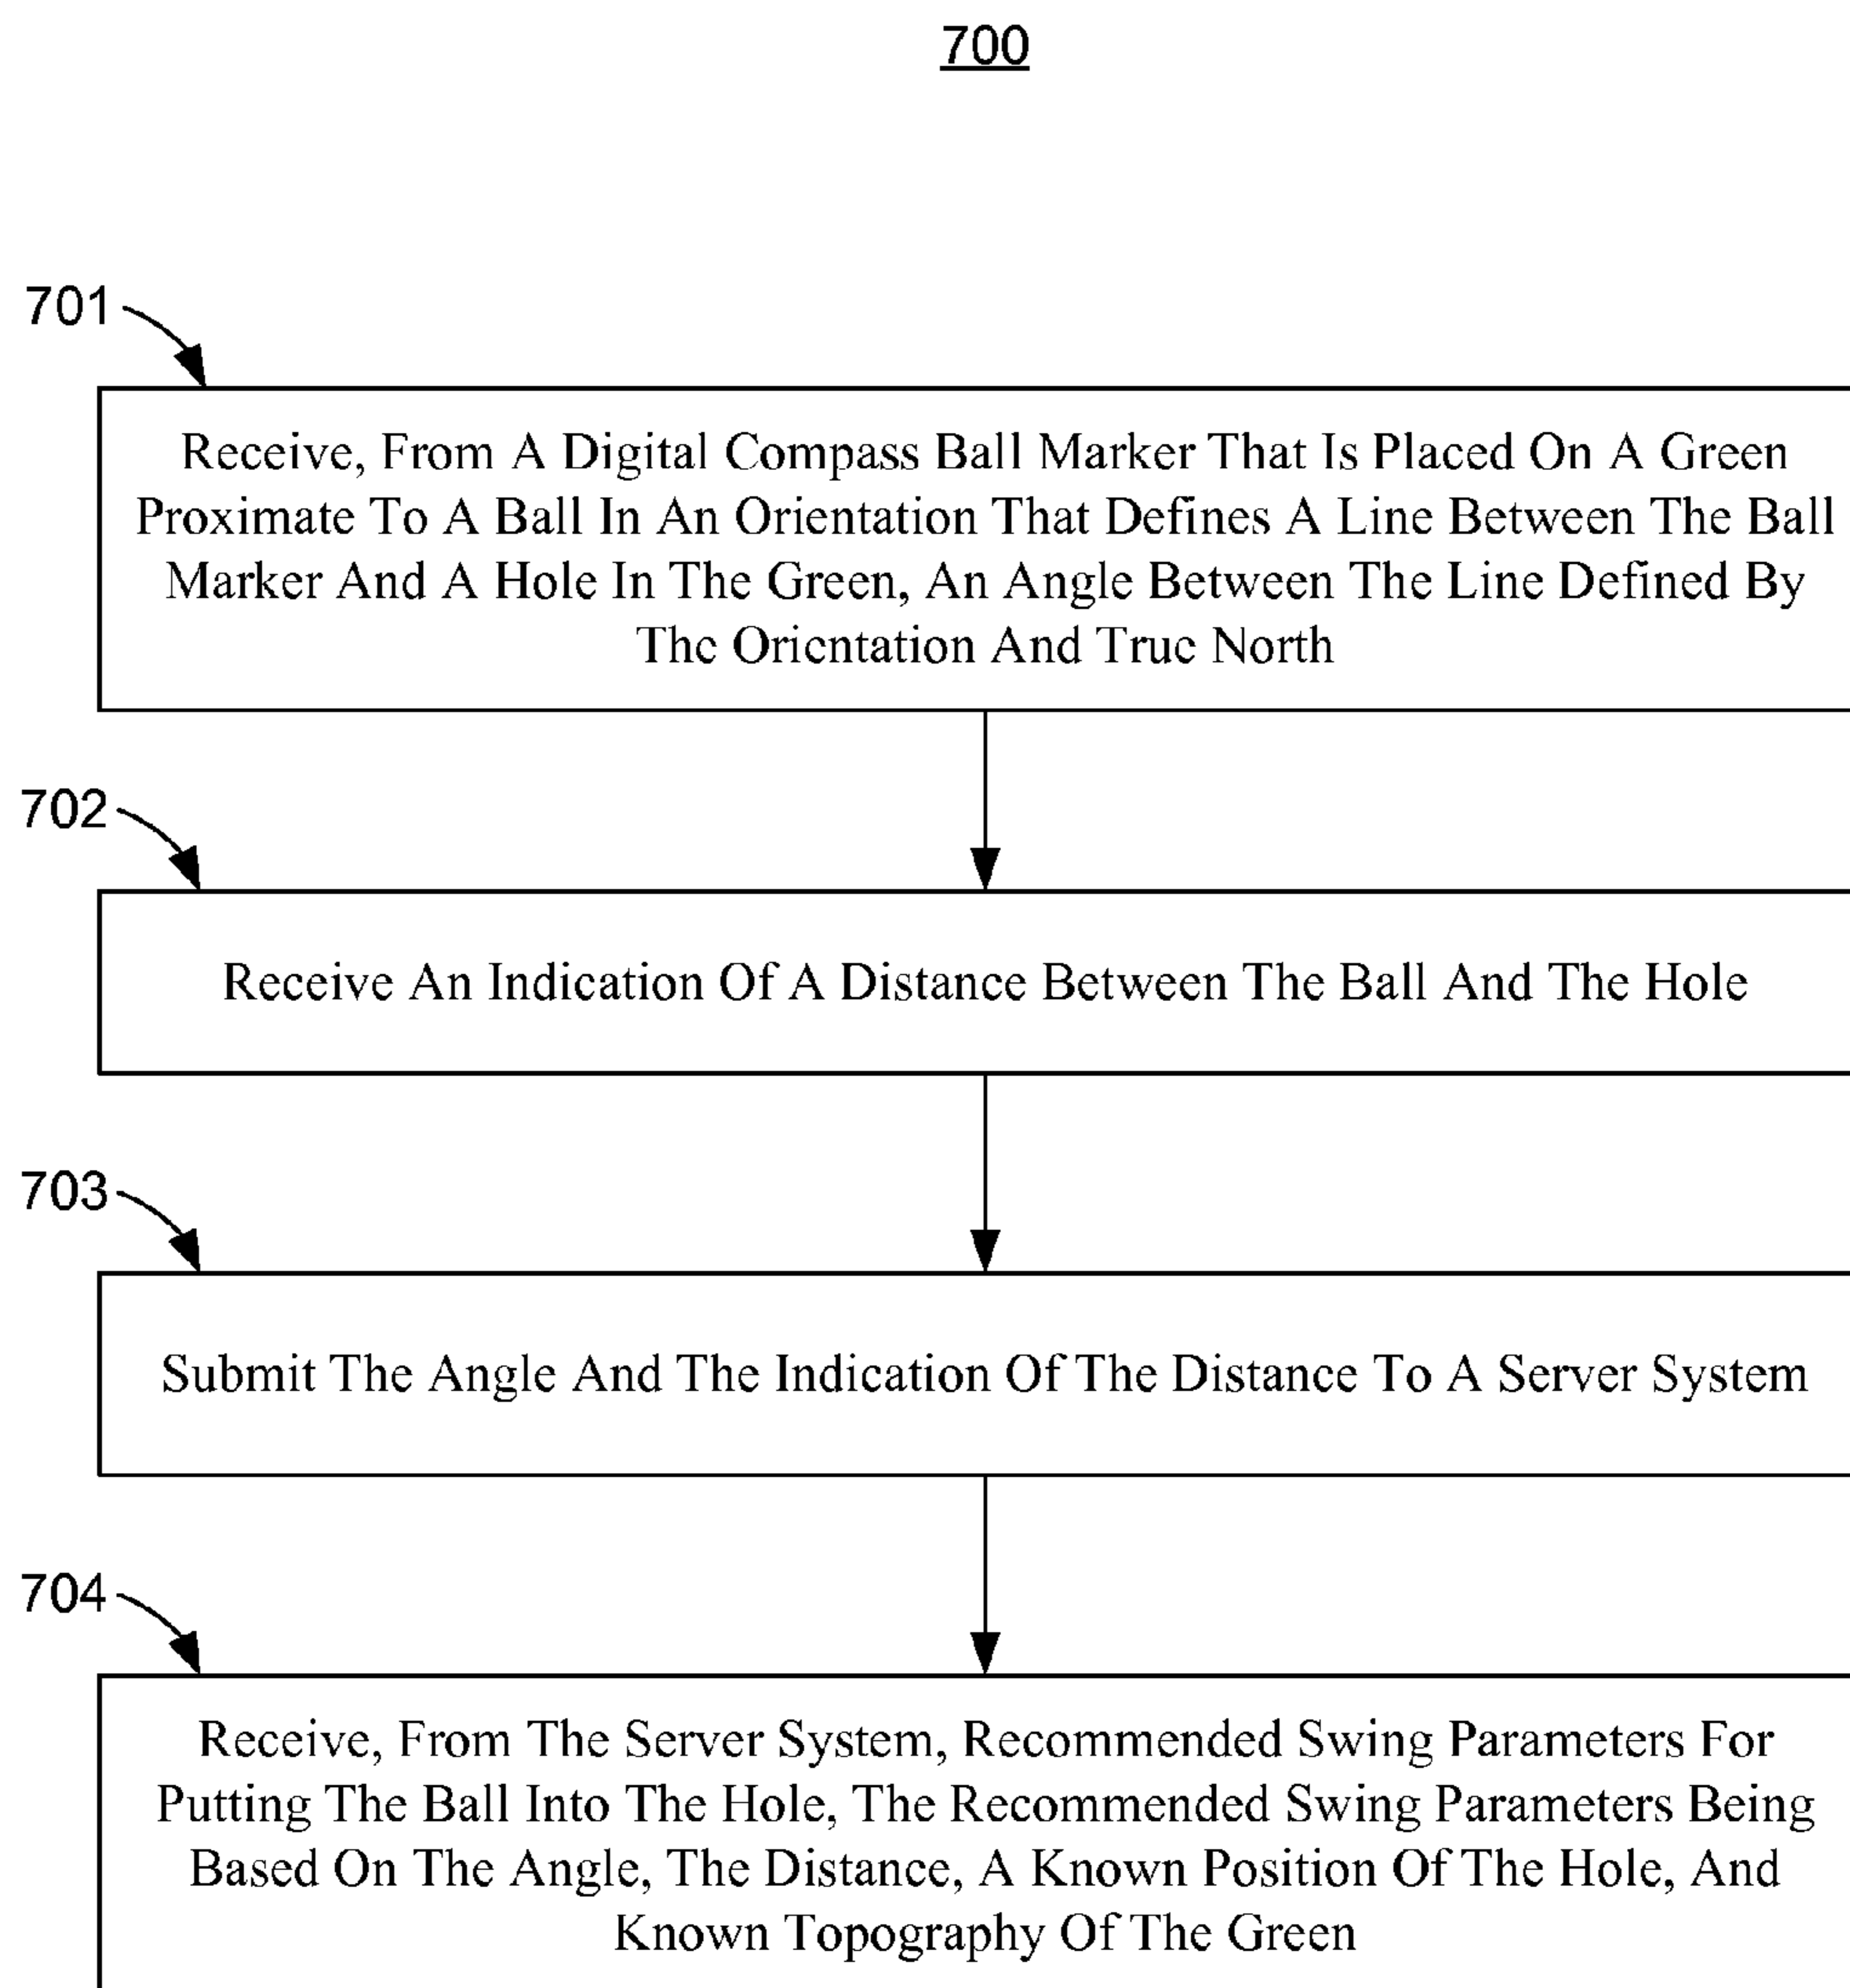 700
701
Receive, From A Digital Compass Ball Marker That Is Placed On A Green
Proximate To A Ball In An Orientation That Defines A Line Between The Ball
Marker And A Hole In The Green, An Angle Between The Line Defined By
The Orientation And True North
702
Receive An Indication Of A Distance Between The Ball And The Hole
703
Submit The Angle And The Indication Of The Distance To A Server System
704
Receive, From The Server System, Recommended Swing Parameters For
Putting The Ball Into The Hole, The Recommended Swing Parameters Being
Based On The Angle, The Distance, A Known Position Of The Hole, And
Known Topography Of The Green